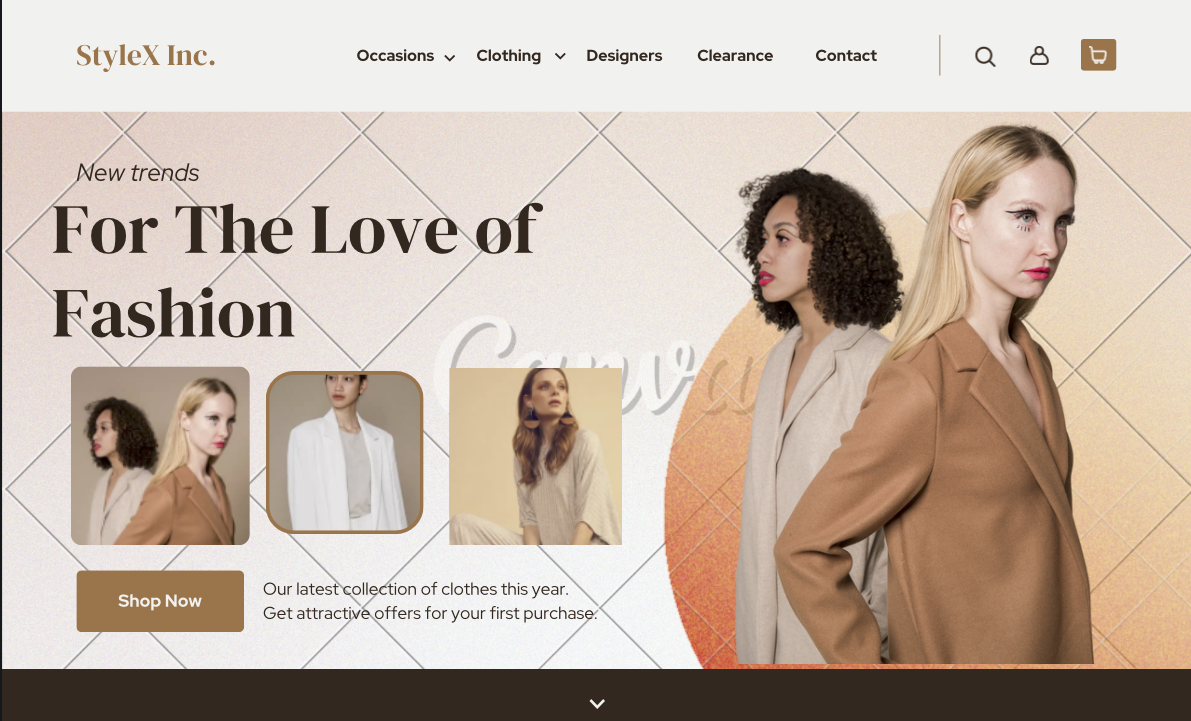 StyleX Inc.
Occasions Clothing Designers Clearance Contact
New trends
For The Love of
Fashion
Canva
Shop Now
Our latest collection of clothes this year.
Get attractive offers for your first purchase.